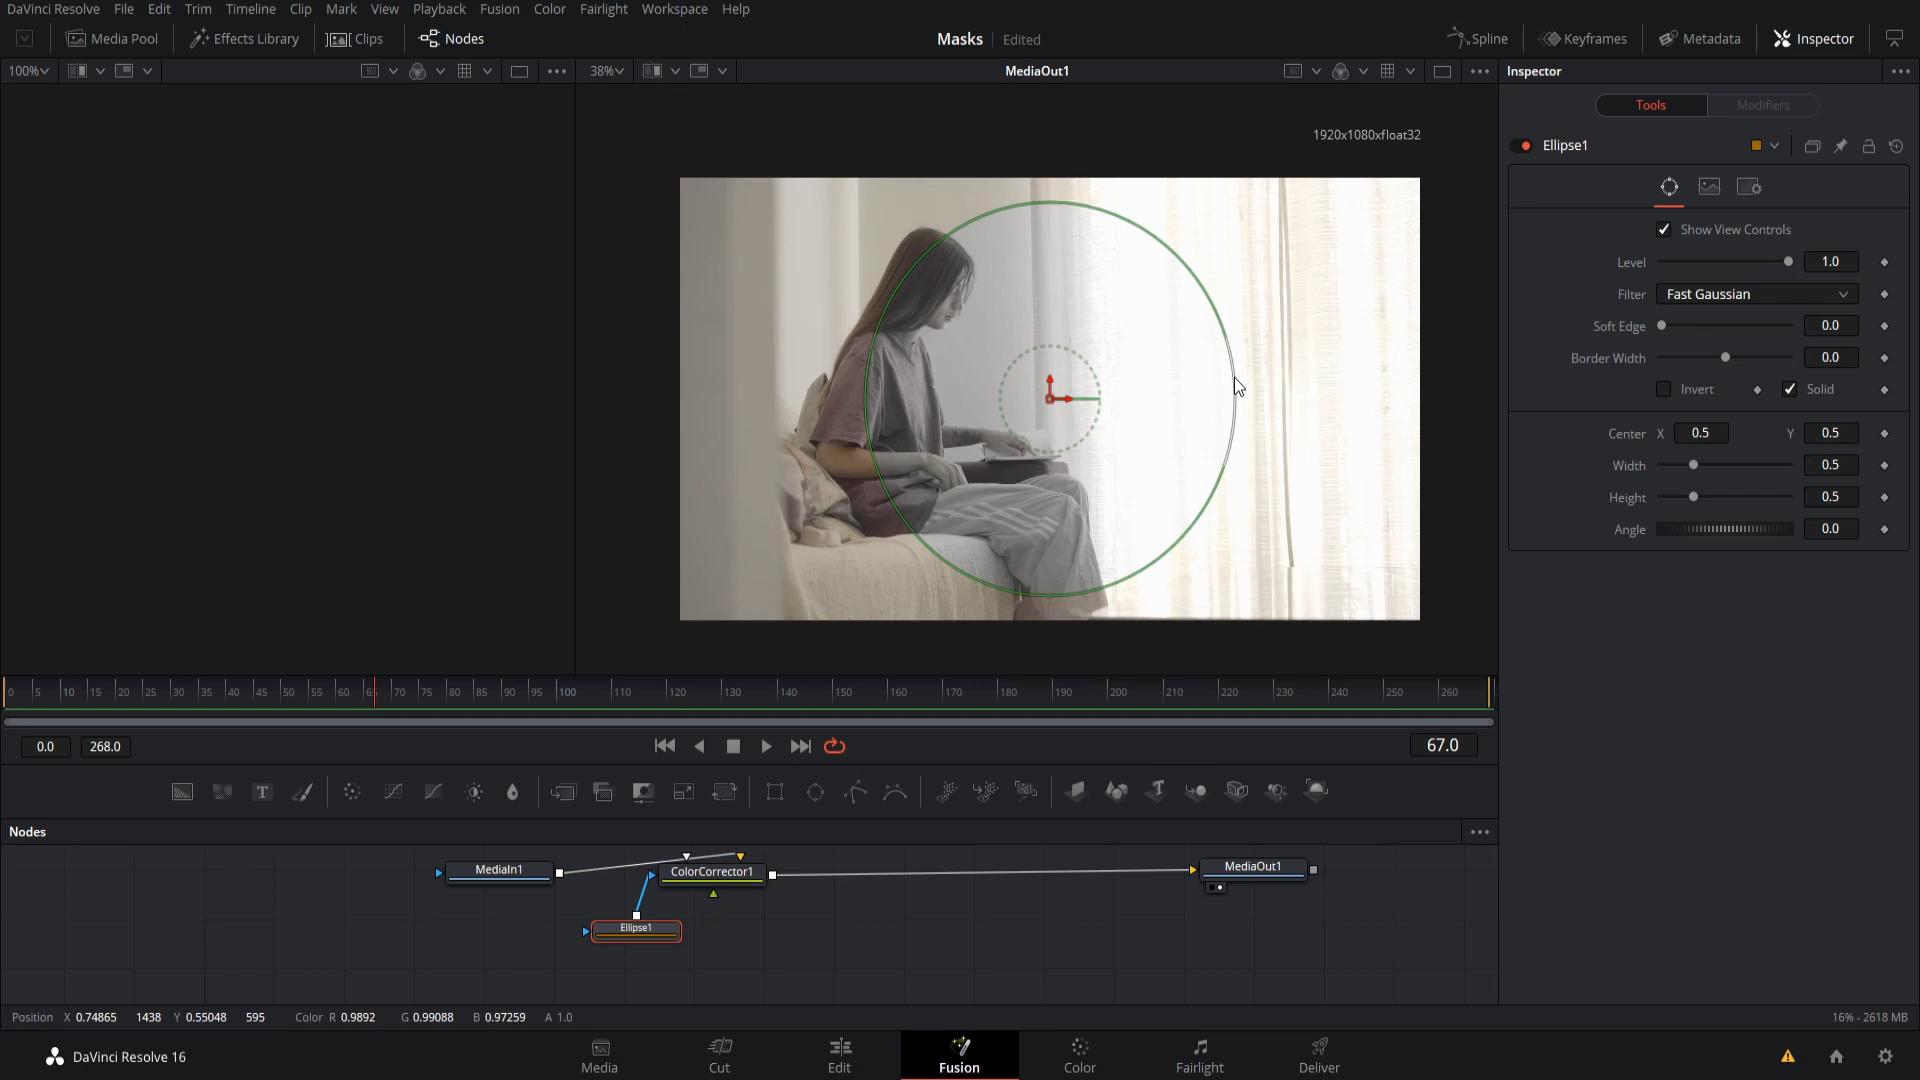 DaVinci Resolve File Edit Trim Timeline Clip Mark View Playback Fusion Color Fairlight Workspace Help
Media Pool Effects Library Clips Nodes Masks Edited Spline Keyframes Metadata Inspector
100% 38% MediaOut1 Inspector
Tools Modifiers
1920x1080xfloat32
Ellipse1
Show View Controls
Level 1.0
Filter Fast Gaussian
Soft Edge 0.0
Border Width 0.0
Invert Solid
Center X 0.5 Y 0.5
Width 0.5
Height 0.5
Angle 0.0
0 5 10 15 20 25 30 35 40 45 50 55 60 65 70 75 80 85 90 95 100 110 120 130 140 150 160 170 180 190 200 210 220 230 240 250 260
0.0 268.0 67.0
Nodes
MediaIn1 ColorCorrector1 MediaOut1
Ellipse1
Position X 0.74865 1438 Y 0.55048 595 Color R 0.9892 G 0.99088 B 0.97259 A 1.0 16% - 2618 MB
DaVinci Resolve 16 Media Cut Edit Fusion Color Fairlight Deliver